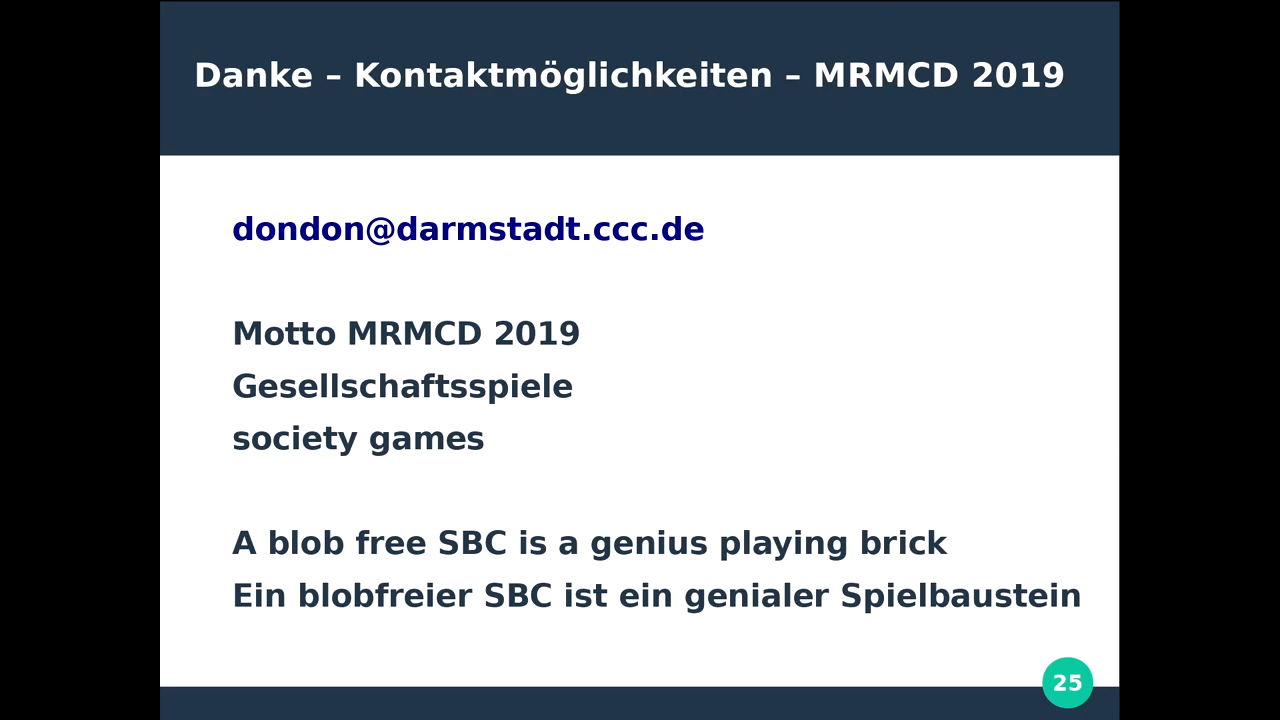 Danke – Kontaktmöglichkeiten – MRMCD 2019
dondon@darmstadt.ccc.de
Motto MRMCD 2019
Gesellschaftsspiele
society games
A blob free SBC is a genius playing brick
Ein blobfreier SBC ist ein genialer Spielbaustein
25